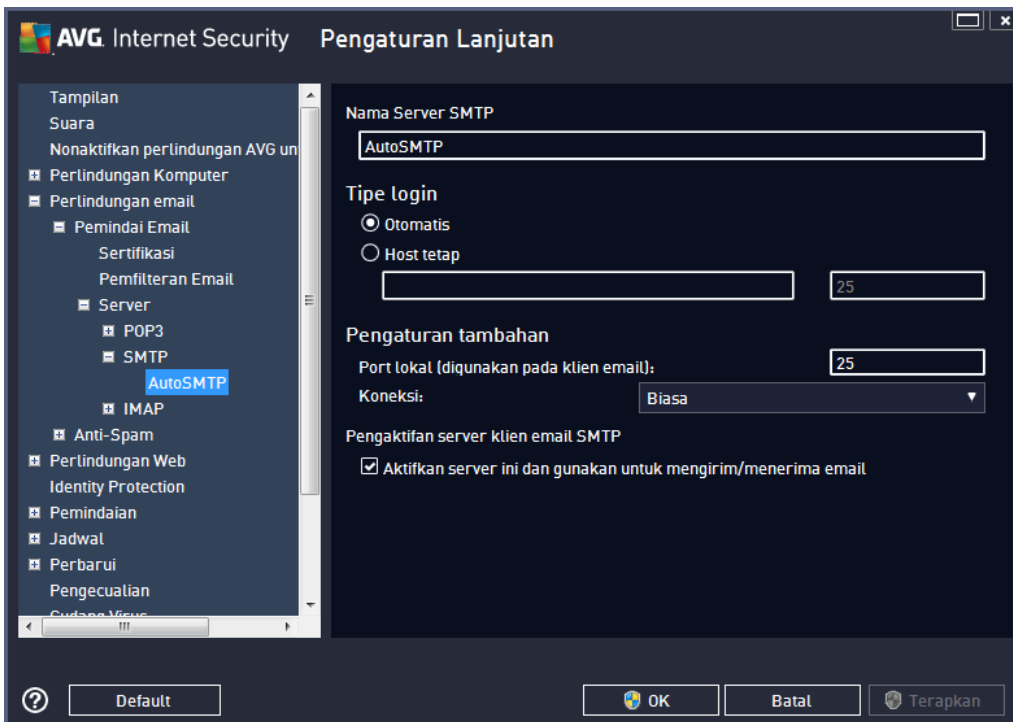 AVG. Internet Security Pengaturan Lanjutan
Tampilan
Suara
Nonaktifkan perlindungan AVG un
Perlindungan Komputer
Perlindungan email
Pemindai Email
Sertifikasi
Pemfilteran Email
Server
POP3
SMTP
AutoSMTP
IMAP
Anti-Spam
Perlindungan Web
Identity Protection
Pemindaian
Jadwal
Perbarui
Pengecualian
Gudang Virus
Nama Server SMTP
AutoSMTP
Tipe login
Otomatis
Host tetap
25
Pengaturan tambahan
Port lokal (digunakan pada klien email): 25
Koneksi: Biasa
Pengaktifan server klien email SMTP
Aktifkan server ini dan gunakan untuk mengirim/menerima email
? Default OK Batal Terapkan